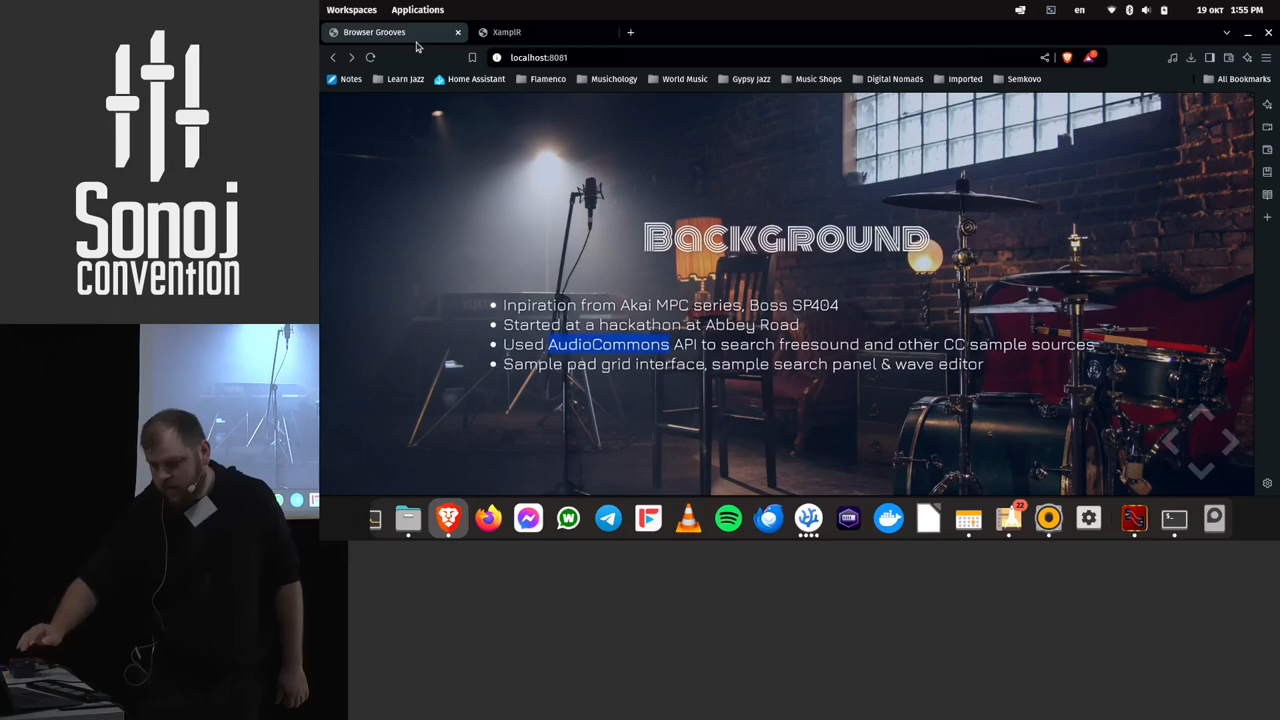 Workspaces Applications
en
19 окт 1:55 PM
Browser Grooves
XamplR
localhost:8081
Notes
Learn Jazz
Home Assistant
Flamenco
Musichology
World Music
Gypsy Jazz
Music Shops
Digital Nomads
Imported
Semkovo
All Bookmarks
Sonoj
convention
Background
Inpiration from Akai MPC series, Boss SP404
Started at a hackathon at Abbey Road
Used AudioCommons API to search freesound and other CC sample sources
Sample pad grid interface, sample search panel & wave editor
22